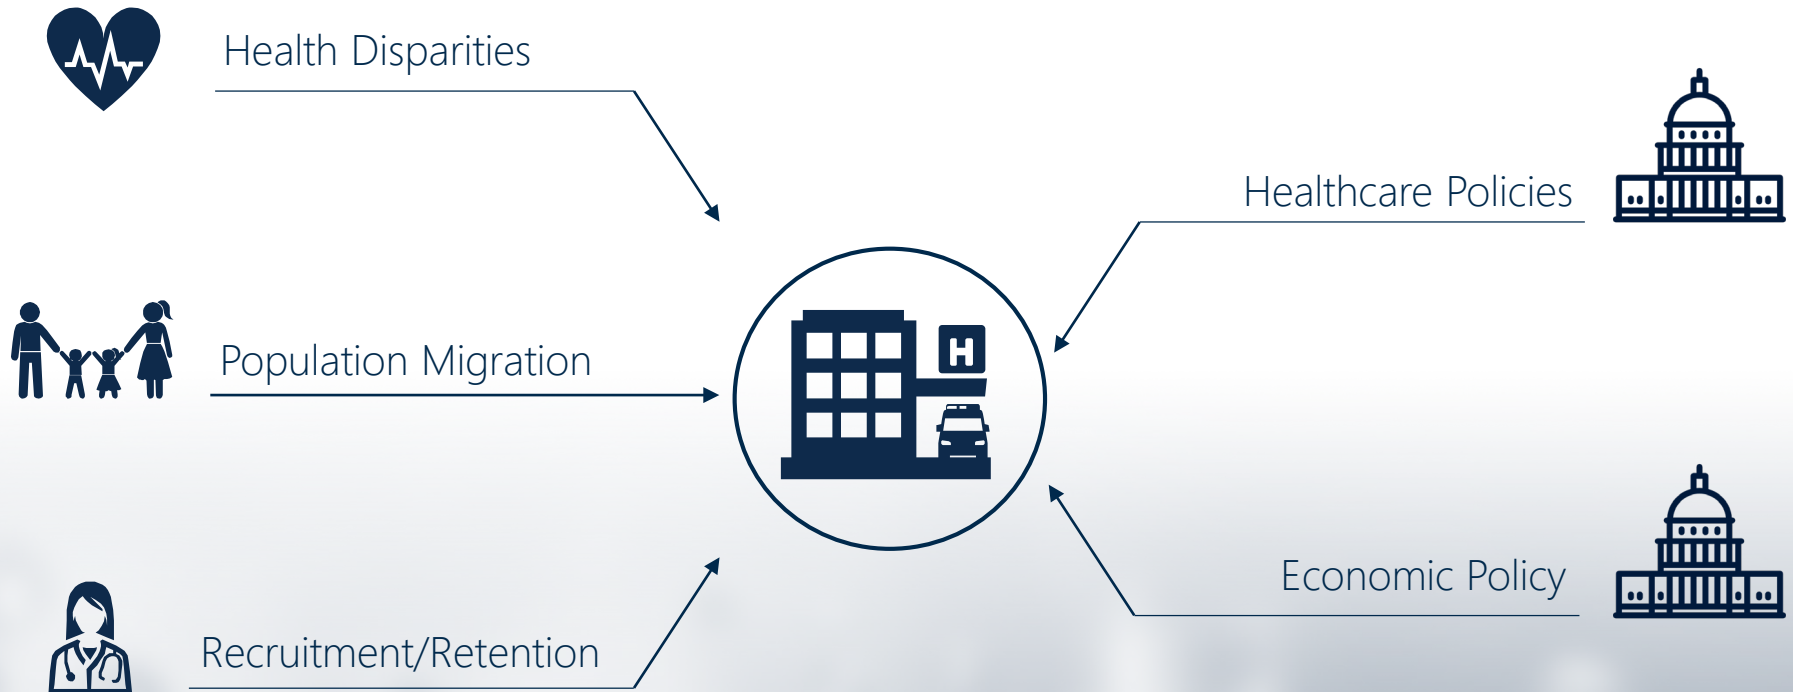 Health Disparities
Healthcare Policies
H
Population Migration
Economic Policy
Recruitment/Retention